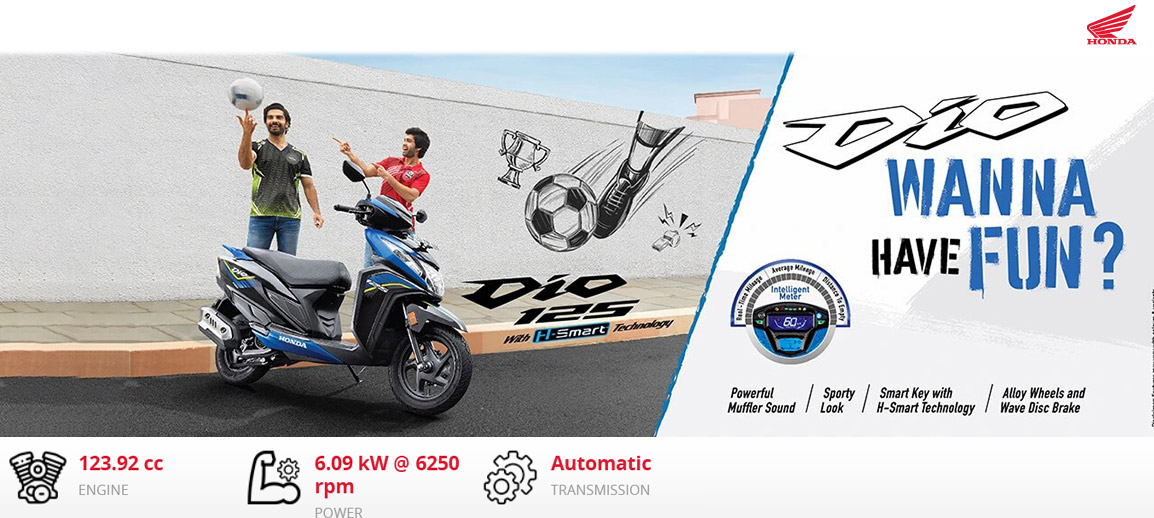 HONDA
Dio
WANNA
HAVE FUN?
Real-Time Mileage
Average Mileage
Distance To Empty
Intelligent
Meter
60
Dio
125
With H-Smart Technology
DIO
HONDA
Powerful
Muffler Sound
Sporty
Look
Smart Key with
H-Smart Technology
Alloy Wheels and
Wave Disc Brake
123.92 cc
ENGINE
6.09 kW @ 6250
rpm
POWER
Automatic
TRANSMISSION